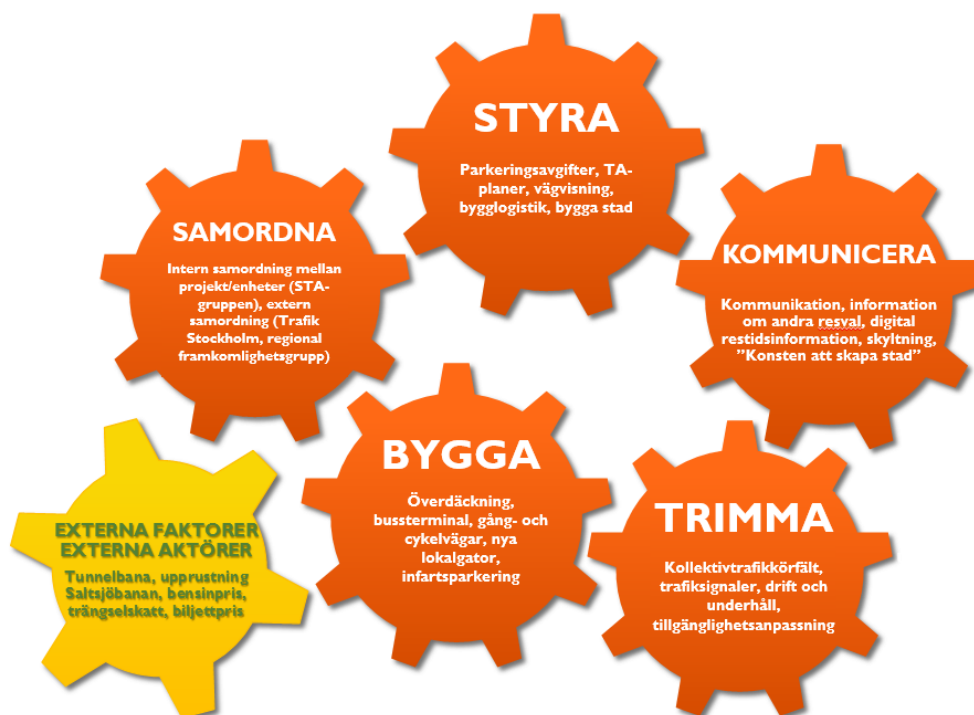 STYRA
Parkeringsavgifter, TA-
planer, vägvisning,
bygglogistik, bygga stad
SAMORDNA
Intern samordning mellan
projekt/enheter (STA-
gruppen), extern
samordning (Trafik
Stockholm, regional
framkomlighetsgrupp)
KOMMUNICERA
Kommunikation, information
om andra resval, digital
restidsinformation, skyltning,
”Konsten att skapa stad”
BYGGA
Överdäckning,
bussterminal, gång- och
cykelvägar, nya
lokalgator,
infartsparkering
TRIMMA
Kollektivtrafikkörfält,
trafiksignaler, drift och
underhåll,
tillgänglighetsanpassning
EXTERNA FAKTORER
EXTERNA AKTÖRER
Tunnelbana, upprustning
Saltsjöbanan, bensinpris,
trängselskatt, biljettpris